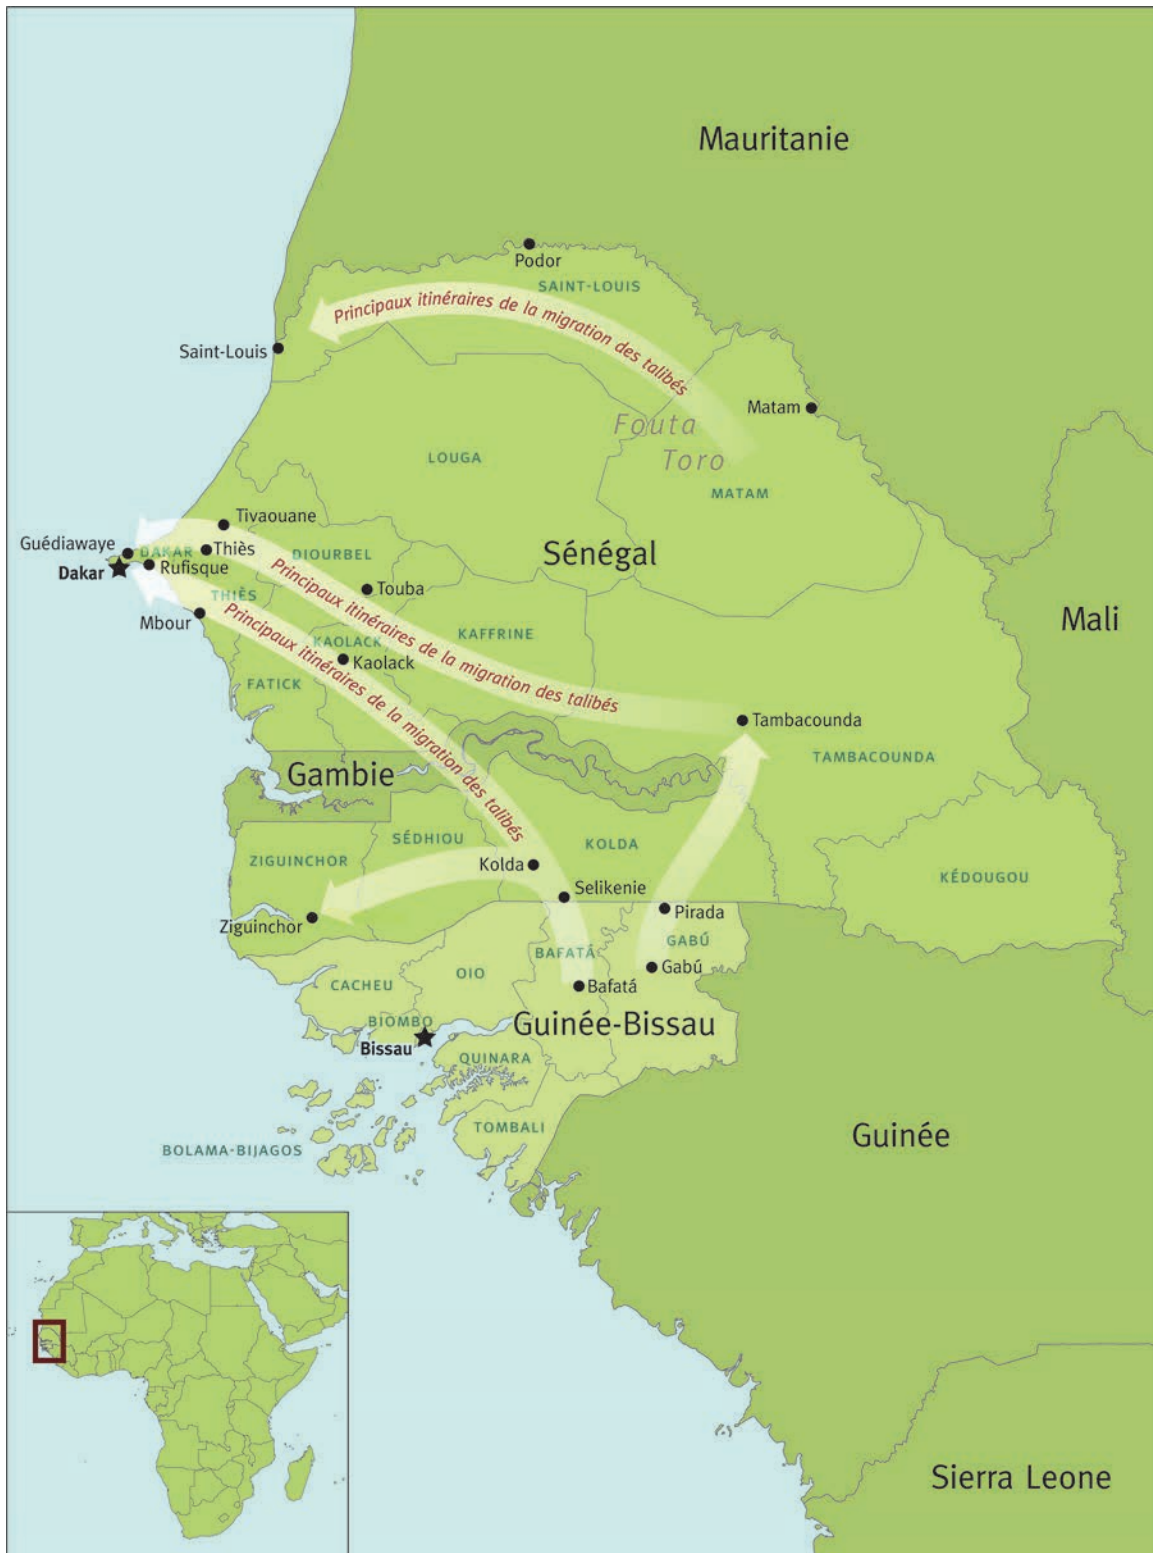 Mauritanie
Podor
SAINT-LOUIS
Principaux itinéraires de la migration des talibés
Saint-Louis
Matam
Fouta
Toro
LOUGA
MATAM
Tivaouane
Guédiawaye
DAKAR
Thiès
DIOURBEL
Sénégal
Dakar
Rufisque
Principaux itinéraires de la migration des talibés
Touba
THIÈS
Mbour
Principaux itinéraires de la migration des talibés
Mali
KAOLACK
KAFFRINE
Kaolack
FATICK
Tambacounda
TAMBACOUNDA
Gambie
SÉDHIOU
KOLDA
ZIGUINCHOR
Kolda
KÉDOUGOU
Selikenie
Pirada
Ziguinchor
GABÚ
BAFATÁ
OIO
Gabú
CACHEU
Bafatá
BIOMBO
Guinée-Bissau
Bissau
QUINARA
TOMBALI
Guinée
BOLAMA-BIJAGOS
Sierra Leone